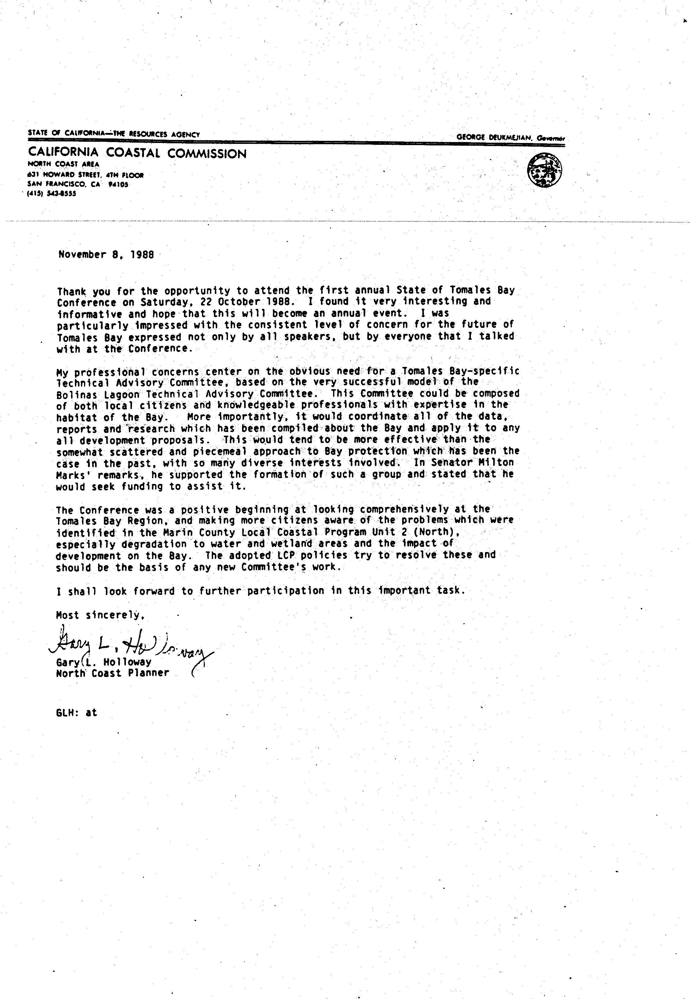 STATE OF CALIFORNIA—THE RESOURCES AGENCY
GEORGE DEUKMEJIAN, Governor
CALIFORNIA COASTAL COMMISSION
NORTH COAST AREA
631 HOWARD STREET, 4TH FLOOR
SAN FRANCISCO, CA 94105
(415) 543-8555
November 8, 1988
Thank you for the opportunity to attend the first annual State of Tomales Bay
Conference on Saturday, 22 October 1988. I found it very interesting and
informative and hope that this will become an annual event. I was
particularly impressed with the consistent level of concern for the future of
Tomales Bay expressed not only by all speakers, but by everyone that I talked
with at the Conference.
My professional concerns center on the obvious need for a Tomales Bay-specific
Technical Advisory Committee, based on the very successful model of the
Bolinas Lagoon Technical Advisory Committee. This Committee could be composed
of both local citizens and knowledgeable professionals with expertise in the
habitat of the Bay. More importantly, it would coordinate all of the data,
reports and research which has been compiled about the Bay and apply it to any
all development proposals. This would tend to be more effective than the
somewhat scattered and piecemeal approach to Bay protection which has been the
case in the past, with so many diverse interests involved. In Senator Milton
Marks' remarks, he supported the formation of such a group and stated that he
would seek funding to assist it.
The Conference was a positive beginning at looking comprehensively at the
Tomales Bay Region, and making more citizens aware of the problems which were
identified in the Marin County Local Coastal Program Unit 2 (North),
especially degradation to water and wetland areas and the impact of
development on the Bay. The adopted LCP policies try to resolve these and
should be the basis of any new Committee's work.
I shall look forward to further participation in this important task.
Most sincerely,
Gary L. Holloway
Gary L. Holloway
North Coast Planner
GLH: at